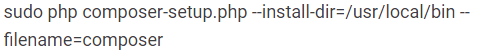 sudo php composer-setup.php --install-dir=/usr/local/bin --
filename=composer